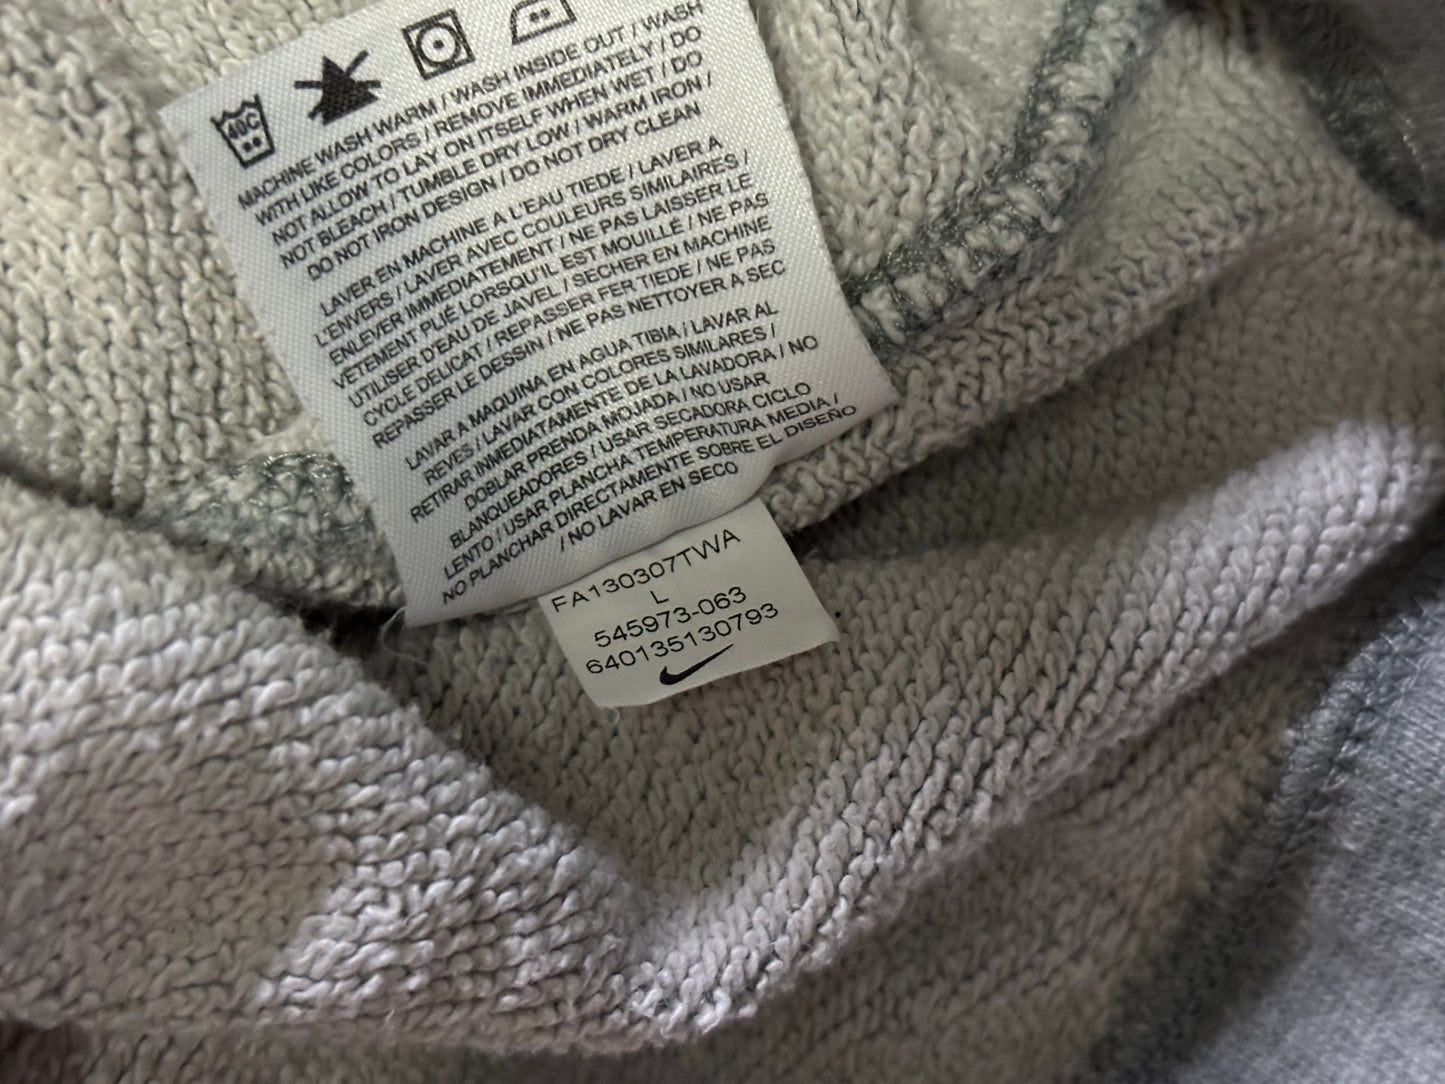 40C
MACHINE WASH WARM / WASH INSIDE OUT / WASH
WITH LIKE COLORS / REMOVE IMMEDIATELY / DO
NOT ALLOW TO LAY ON ITSELF WHEN WET / DO
NOT BLEACH / TUMBLE DRY LOW / WARM IRON /
DO NOT IRON DESIGN / DO NOT DRY CLEAN
LAVER EN MACHINE A L'EAU TIEDE / LAVER A
L'ENVERS / LAVER AVEC COULEURS SIMILAIRES /
ENLEVER IMMEDIATEMENT / NE PAS LAISSER LE
VÉTEMENT PLIÉ LORSQU'IL EST MOUILLÉ / NE PAS
UTILISER D'EAU DE JAVEL / SECHER EN MACHINE
CYCLE DELICAT / REPASSER FER TIEDE / NE PAS
REPASSER LE DESSIN / NE PAS NETTOYER A SEC
LAVAR A MAQUINA EN AGUA TIBIA / LAVAR AL
REVES / LAVAR CON COLORES SIMILARES /
RETIRAR INMEDIATAMENTE DE LA LAVADORA / NO
DOBLAR PRENDA MOJADA / NO USAR
BLANQUEADORES / USAR SECADORA CICLO
LENTO / USAR PLANCHA TEMPERATURA MEDIA /
NO PLANCHAR DIRECTAMENTE SOBRE EL DISEÑO
/ NO LAVAR EN SECO
FA130307TWA
L
545973-063
640135130793